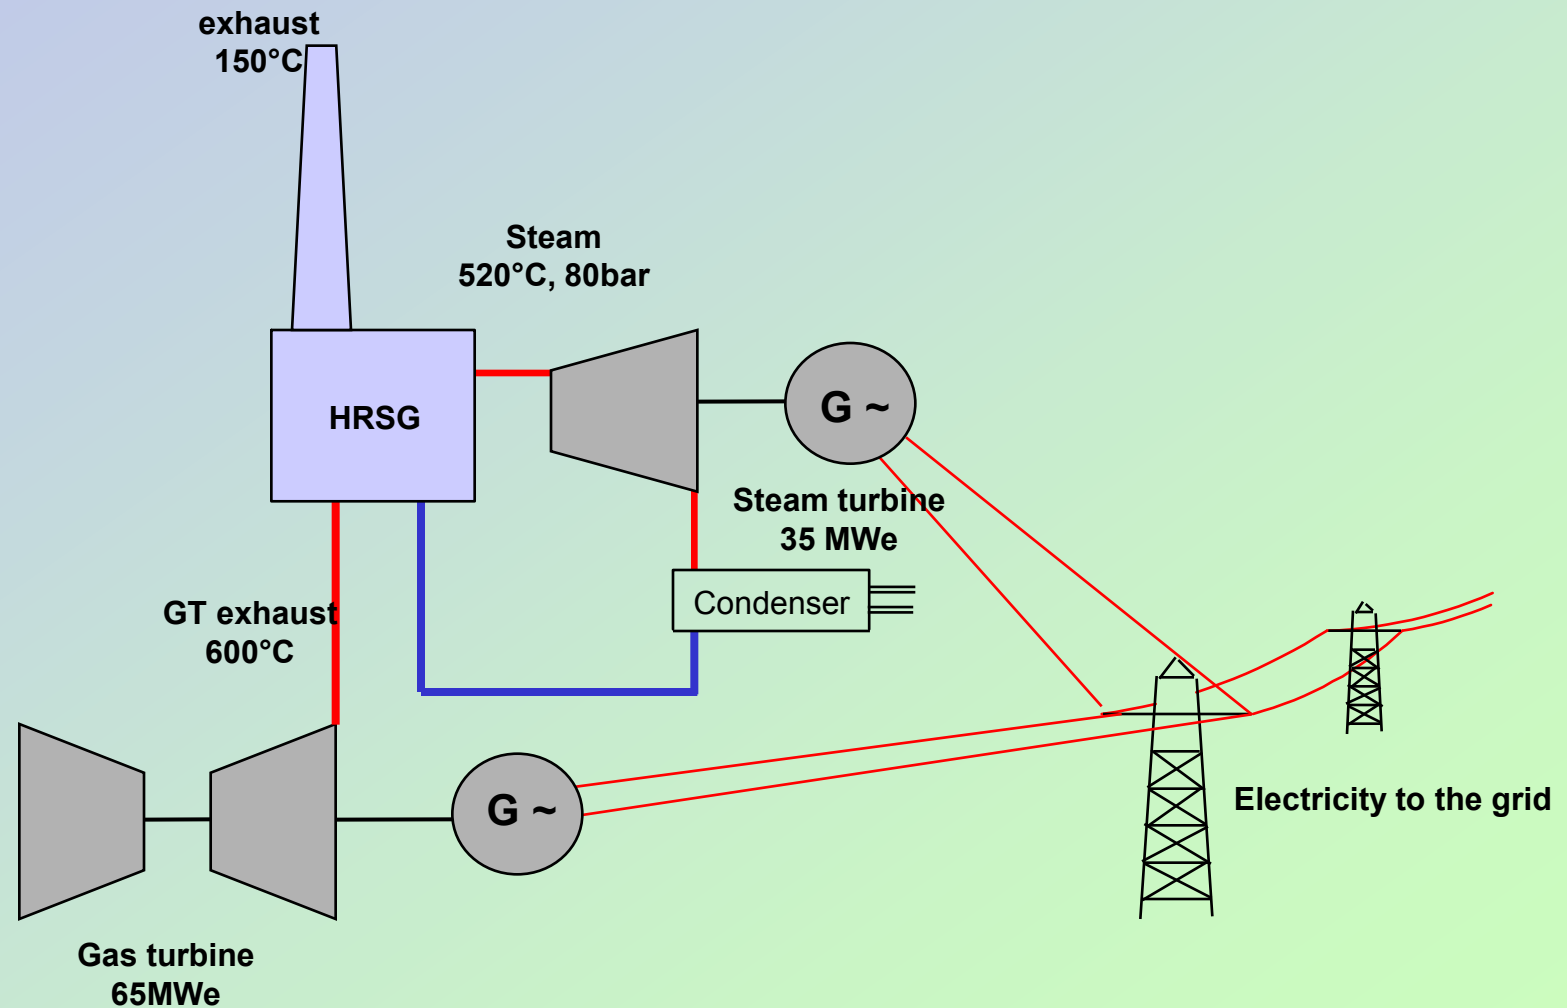 exhaust
150°C
Steam
520°C, 80bar
HRSG
G ~
Steam turbine
35 MWe
Condenser
GT exhaust
600°C
G ~
Electricity to the grid
Gas turbine
65MWe